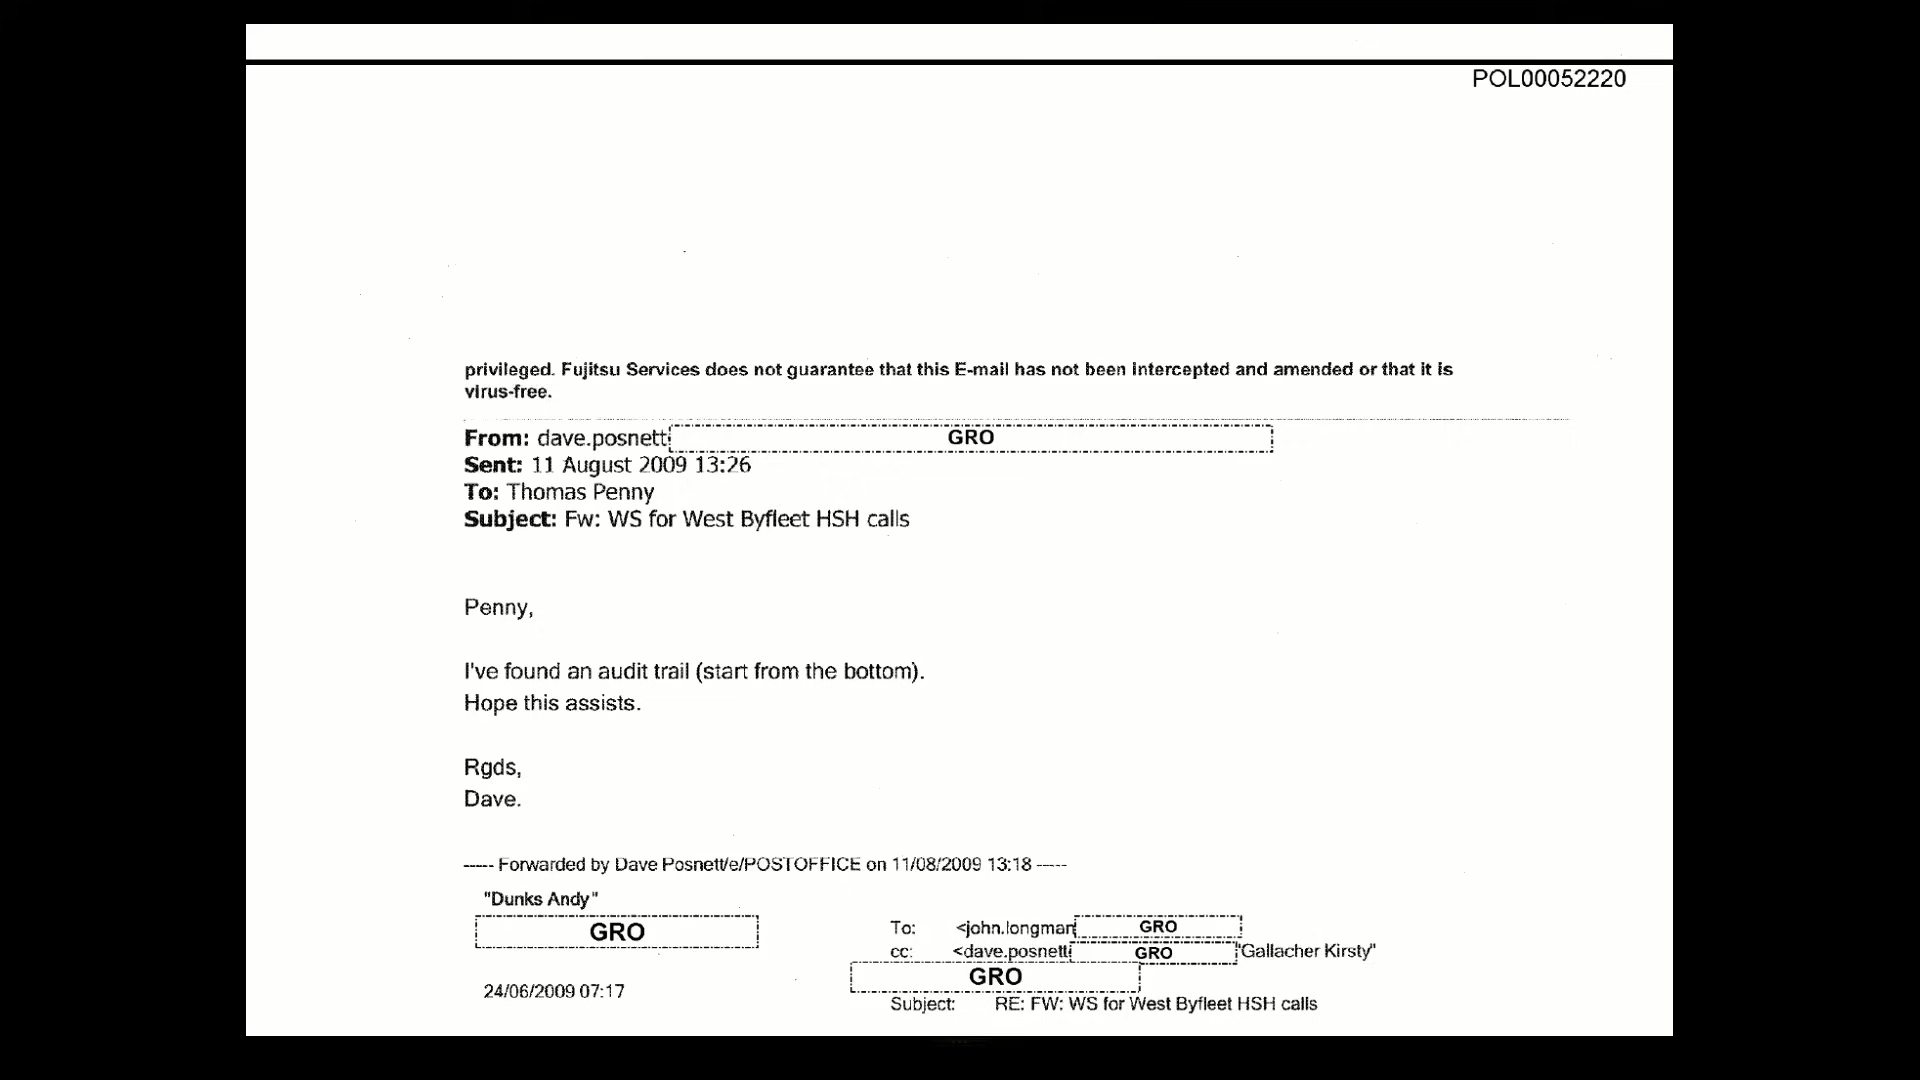 POL00052220
privileged. Fujitsu Services does not guarantee that this E-mail has not been intercepted and amended or that it is
virus-free.
From: dave.posnett GRO
Sent: 11 August 2009 13:26
To: Thomas Penny
Subject: Fw: WS for West Byfleet HSH calls
Penny,
I've found an audit trail (start from the bottom).
Hope this assists.
Rgds,
Dave.
----- Forwarded by Dave Posnett/e/POSTOFFICE on 11/08/2009 13:18 -----
"Dunks Andy"
GRO
To: <john.longman GRO
cc: <dave.posnett GRO "Gallacher Kirsty"
GRO
24/06/2009 07:17
Subject: RE: FW: WS for West Byfleet HSH calls